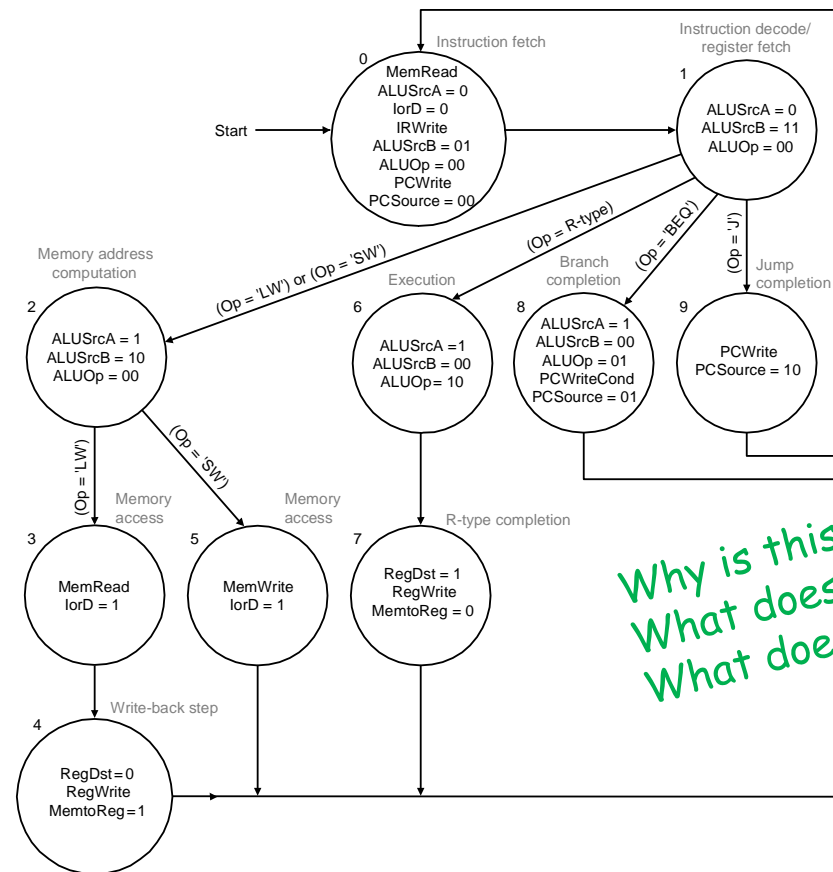 Instruction fetch
0
MemRead
ALUSrcA = 0
IorD = 0
IRWrite
ALUSrcB = 01
ALUOp = 00
PCWrite
PCSource = 00
Start
Instruction decode/
register fetch
1
ALUSrcA = 0
ALUSrcB = 11
ALUOp = 00
(Op = 'LW') or (Op = 'SW')
(Op = R-type)
(Op = 'BEQ')
(Op = 'J')
Memory address
computation
2
ALUSrcA = 1
ALUSrcB = 10
ALUOp = 00
Execution
6
ALUSrcA =1
ALUSrcB = 00
ALUOp= 10
Branch
completion
8
ALUSrcA = 1
ALUSrcB = 00
ALUOp = 01
PCWriteCond
PCSource = 01
Jump
completion
9
PCWrite
PCSource = 10
(Op = 'LW')
(Op = 'SW')
Memory
access
3
MemRead
IorD = 1
Memory
access
5
MemWrite
IorD = 1
R-type completion
7
RegDst = 1
RegWrite
MemtoReg = 0
Write-back step
4
RegDst=0
RegWrite
MemtoReg=1
Why is this
What does
What doe